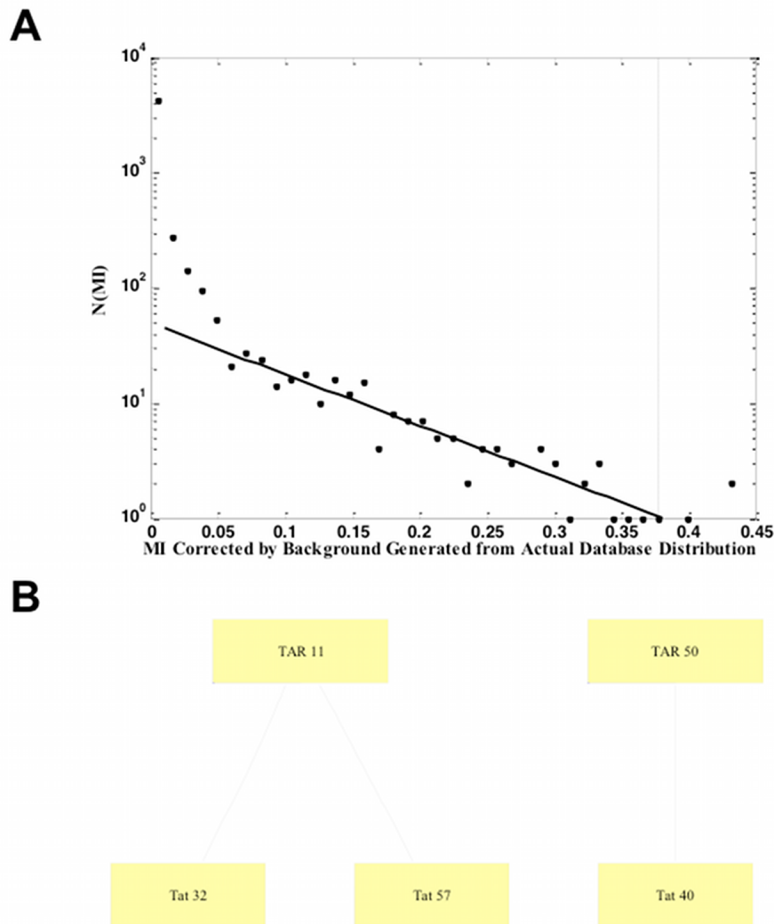 A
10^4
10^3
10^2
10^1
10^0
N(MI)
0 0.05 0.1 0.15 0.2 0.25 0.3 0.35 0.4 0.45
MI Corrected by Background Generated from Actual Database Distribution
B
TAR 11 TAR 50
Tat 32 Tat 57 Tat 40